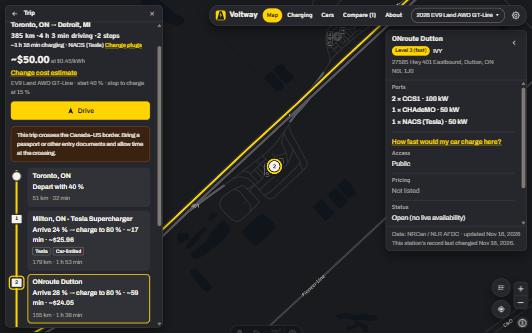 Trip
Toronto, ON → Detroit, MI
385 km · 4 h 3 min driving · 2 stops
~1 h 16 min charging · NACS (Tesla) Change plugs
~$50.00 at $0.45/kWh
Change cost estimate
EV9 Land AWD GT-Line · start 40 % · stop to charge
at 15 %
Drive
This trip crosses the Canada–US border. Bring a
passport or other entry documents and allow time
at the crossing.
Toronto, ON
Depart with 40 %
51 km · 32 min
1
Milton, ON - Tesla Supercharger
Arrive 24 % → charge to 80 % · ~17
min · ~$25.96
Tesla
Car-limited
179 km · 1 h 53 min
2
ONroute Dutton
Arrive 28 % → charge to 80 % · ~59
min · ~$24.05
155 km · 1 h 38 min
Voltway
Map
Charging
Cars
Compare (1)
About
2026 EV9 Land AWD GT-Line
2
401
ONroute Dutton
Level 3 (fast)
IVY
27585 Hwy 401 Eastbound, Dutton, ON
N0L 1J0
Ports
2 × CCS1 · 100 kW
1 × CHAdeMO · 50 kW
1 × NACS (Tesla) · 50 kW
How fast would my car charge here?
Access
Public
Pricing
Not listed
Status
Open (no live availability)
Data: NRCan / NLR AFDC · updated Nov 16, 2026
This station's record last changed Nov 16, 2026.